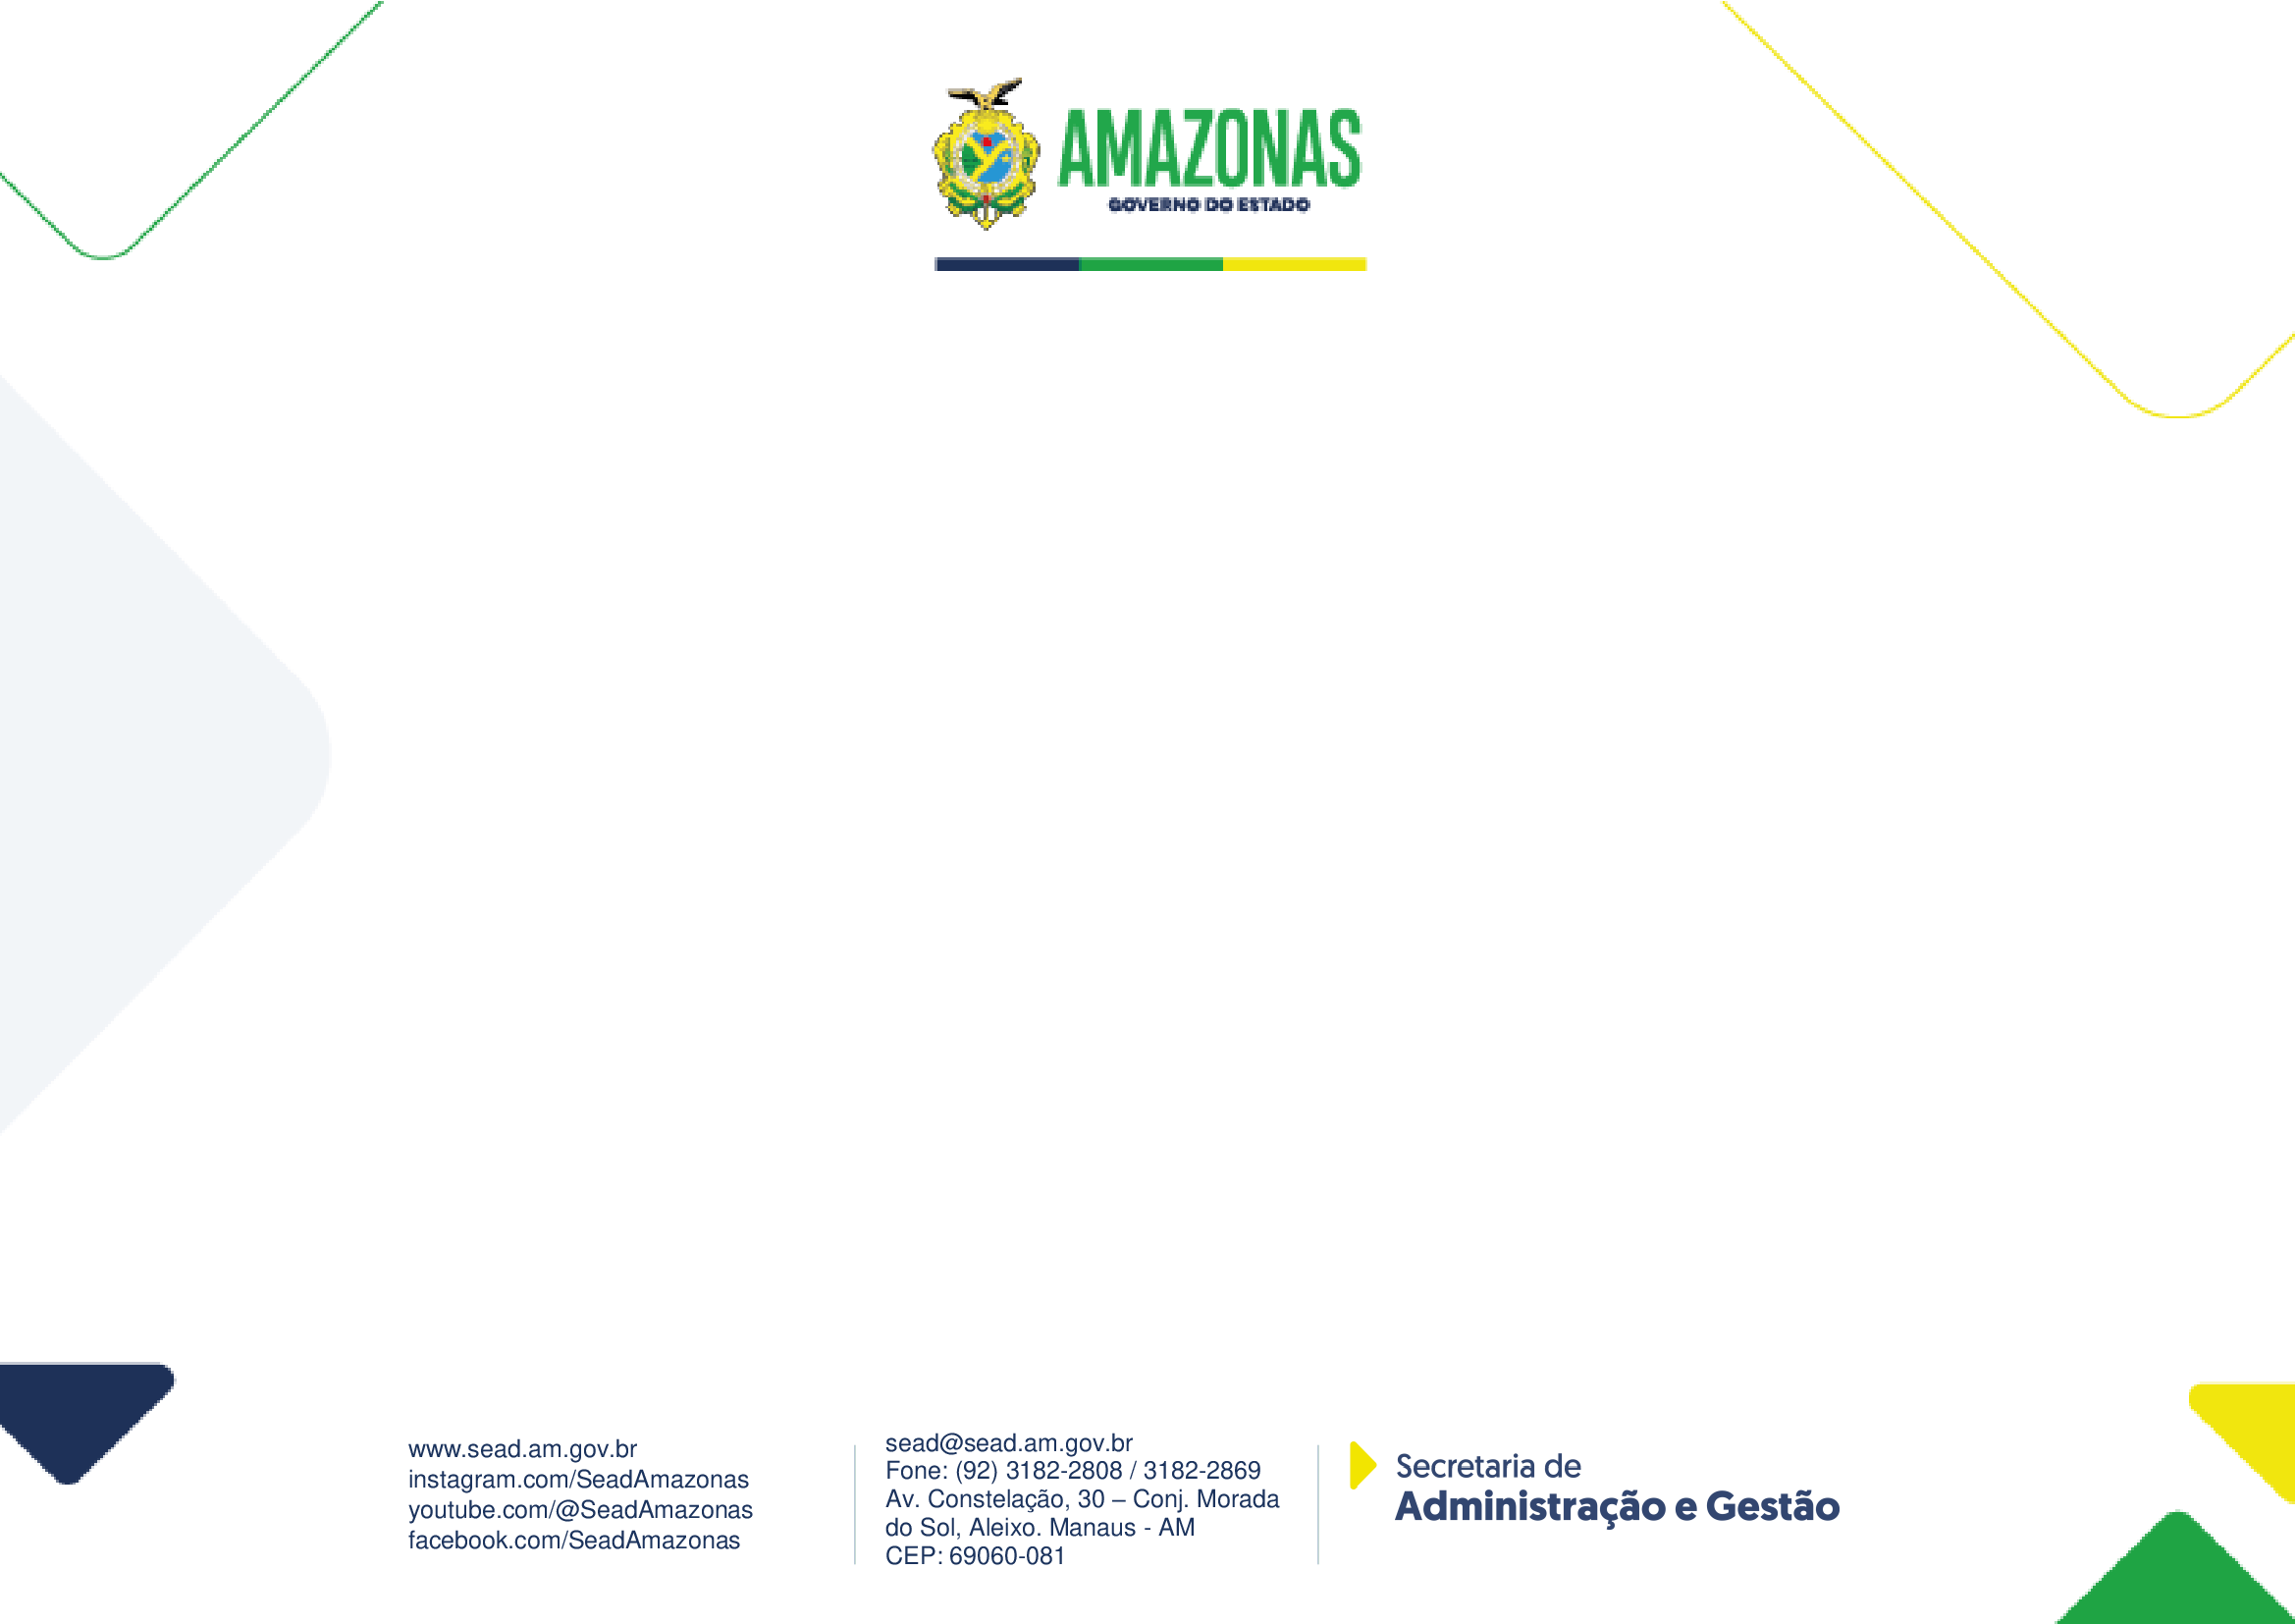 AMAZONAS
GOVERNO DO ESTADO
www.sead.am.gov.br
instagram.com/SeadAmazonas
youtube.com/@SeadAmazonas
facebook.com/SeadAmazonas
sead@sead.am.gov.br
Fone: (92) 3182-2808 / 3182-2869
Av. Constelação, 30 – Conj. Morada
do Sol, Aleixo. Manaus - AM
CEP: 69060-081
Secretaria de
Administração e Gestão